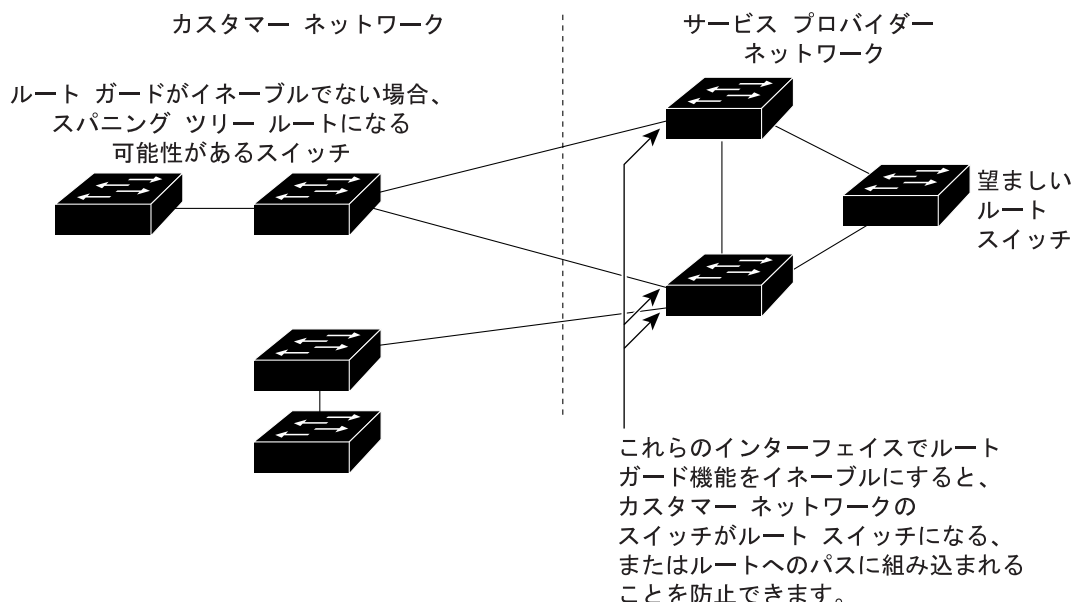 カスタマー ネットワーク
サービス プロバイダー
ネットワーク
ルート ガードがイネーブルでない場合、
スパニング ツリー ルートになる
可能性があるスイッチ
望ましい
ルート
スイッチ
これらのインターフェイスでルート
ガード機能をイネーブルにすると、
カスタマー ネットワークの
スイッチがルート スイッチになる、
またはルートへのパスに組み込まれる
ことを防止できます。